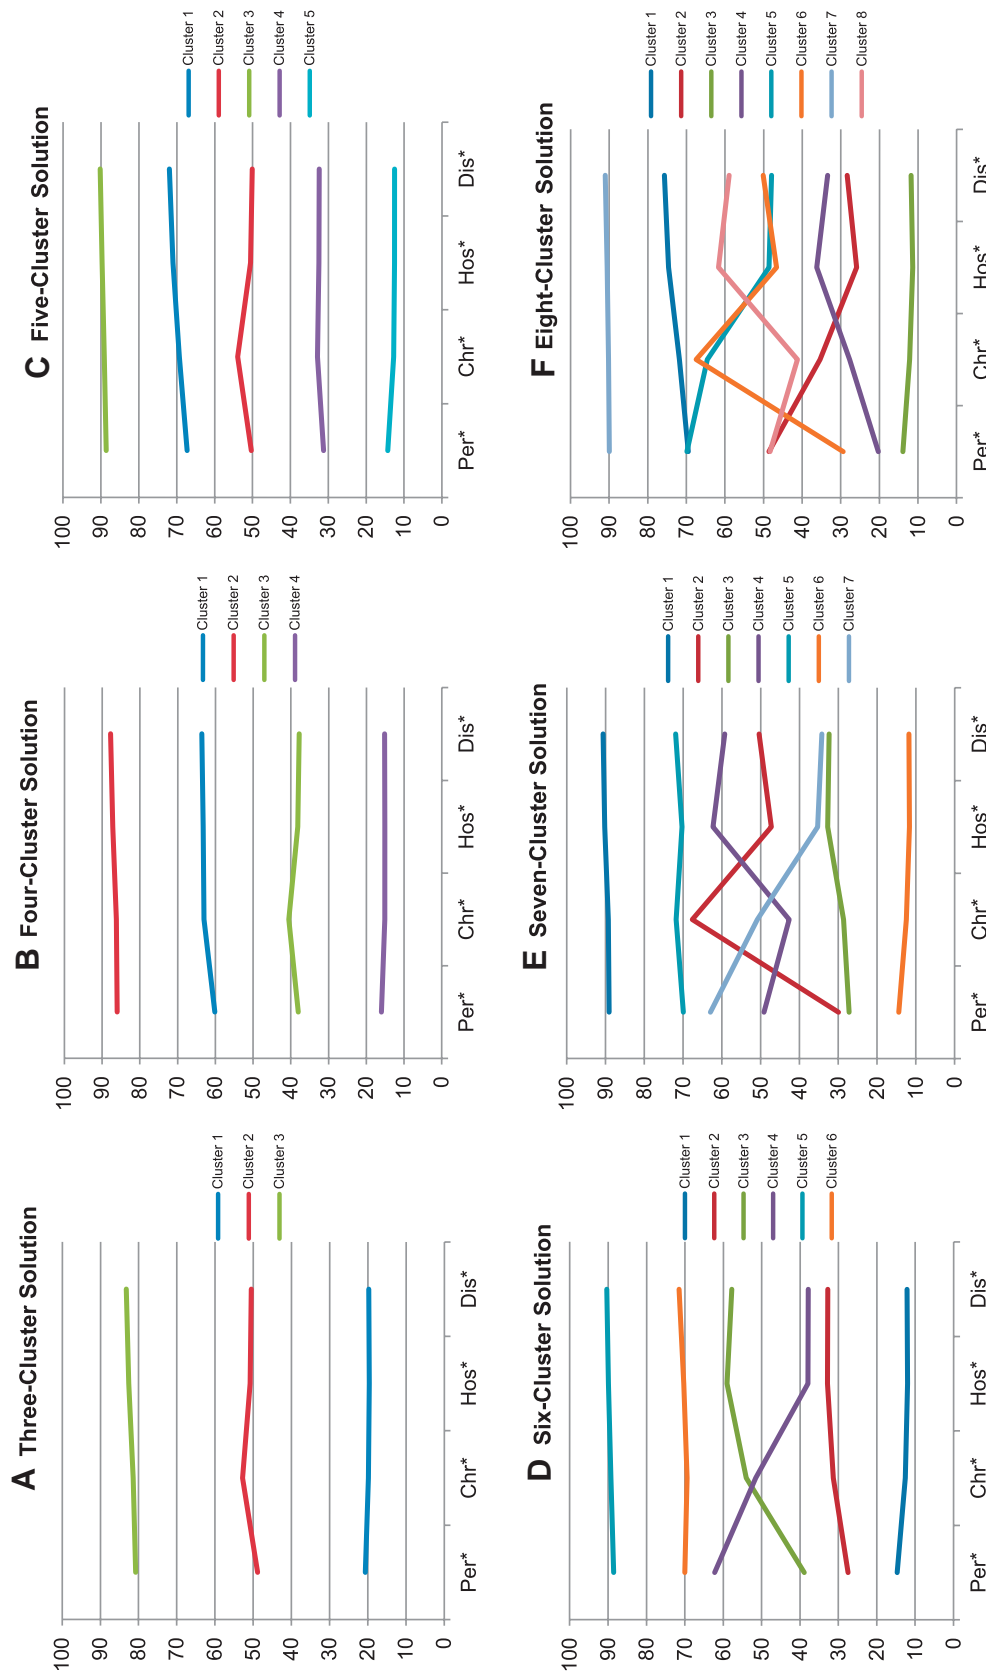 A Three-Cluster Solution
100
90
80
70
60
50
40
30
20
10
0
Per*
Chr*
Hos*
Dis*
Cluster 1
Cluster 2
Cluster 3
B Four-Cluster Solution
100
90
80
70
60
50
40
30
20
10
0
Per*
Chr*
Hos*
Dis*
Cluster 1
Cluster 2
Cluster 3
Cluster 4
C Five-Cluster Solution
100
90
80
70
60
50
40
30
20
10
0
Per*
Chr*
Hos*
Dis*
Cluster 1
Cluster 2
Cluster 3
Cluster 4
Cluster 5
D Six-Cluster Solution
100
90
80
70
60
50
40
30
20
10
0
Per*
Chr*
Hos*
Dis*
Cluster 1
Cluster 2
Cluster 3
Cluster 4
Cluster 5
Cluster 6
E Seven-Cluster Solution
100
90
80
70
60
50
40
30
20
10
0
Per*
Chr*
Hos*
Dis*
Cluster 1
Cluster 2
Cluster 3
Cluster 4
Cluster 5
Cluster 6
Cluster 7
F Eight-Cluster Solution
100
90
80
70
60
50
40
30
20
10
0
Per*
Chr*
Hos*
Dis*
Cluster 1
Cluster 2
Cluster 3
Cluster 4
Cluster 5
Cluster 6
Cluster 7
Cluster 8